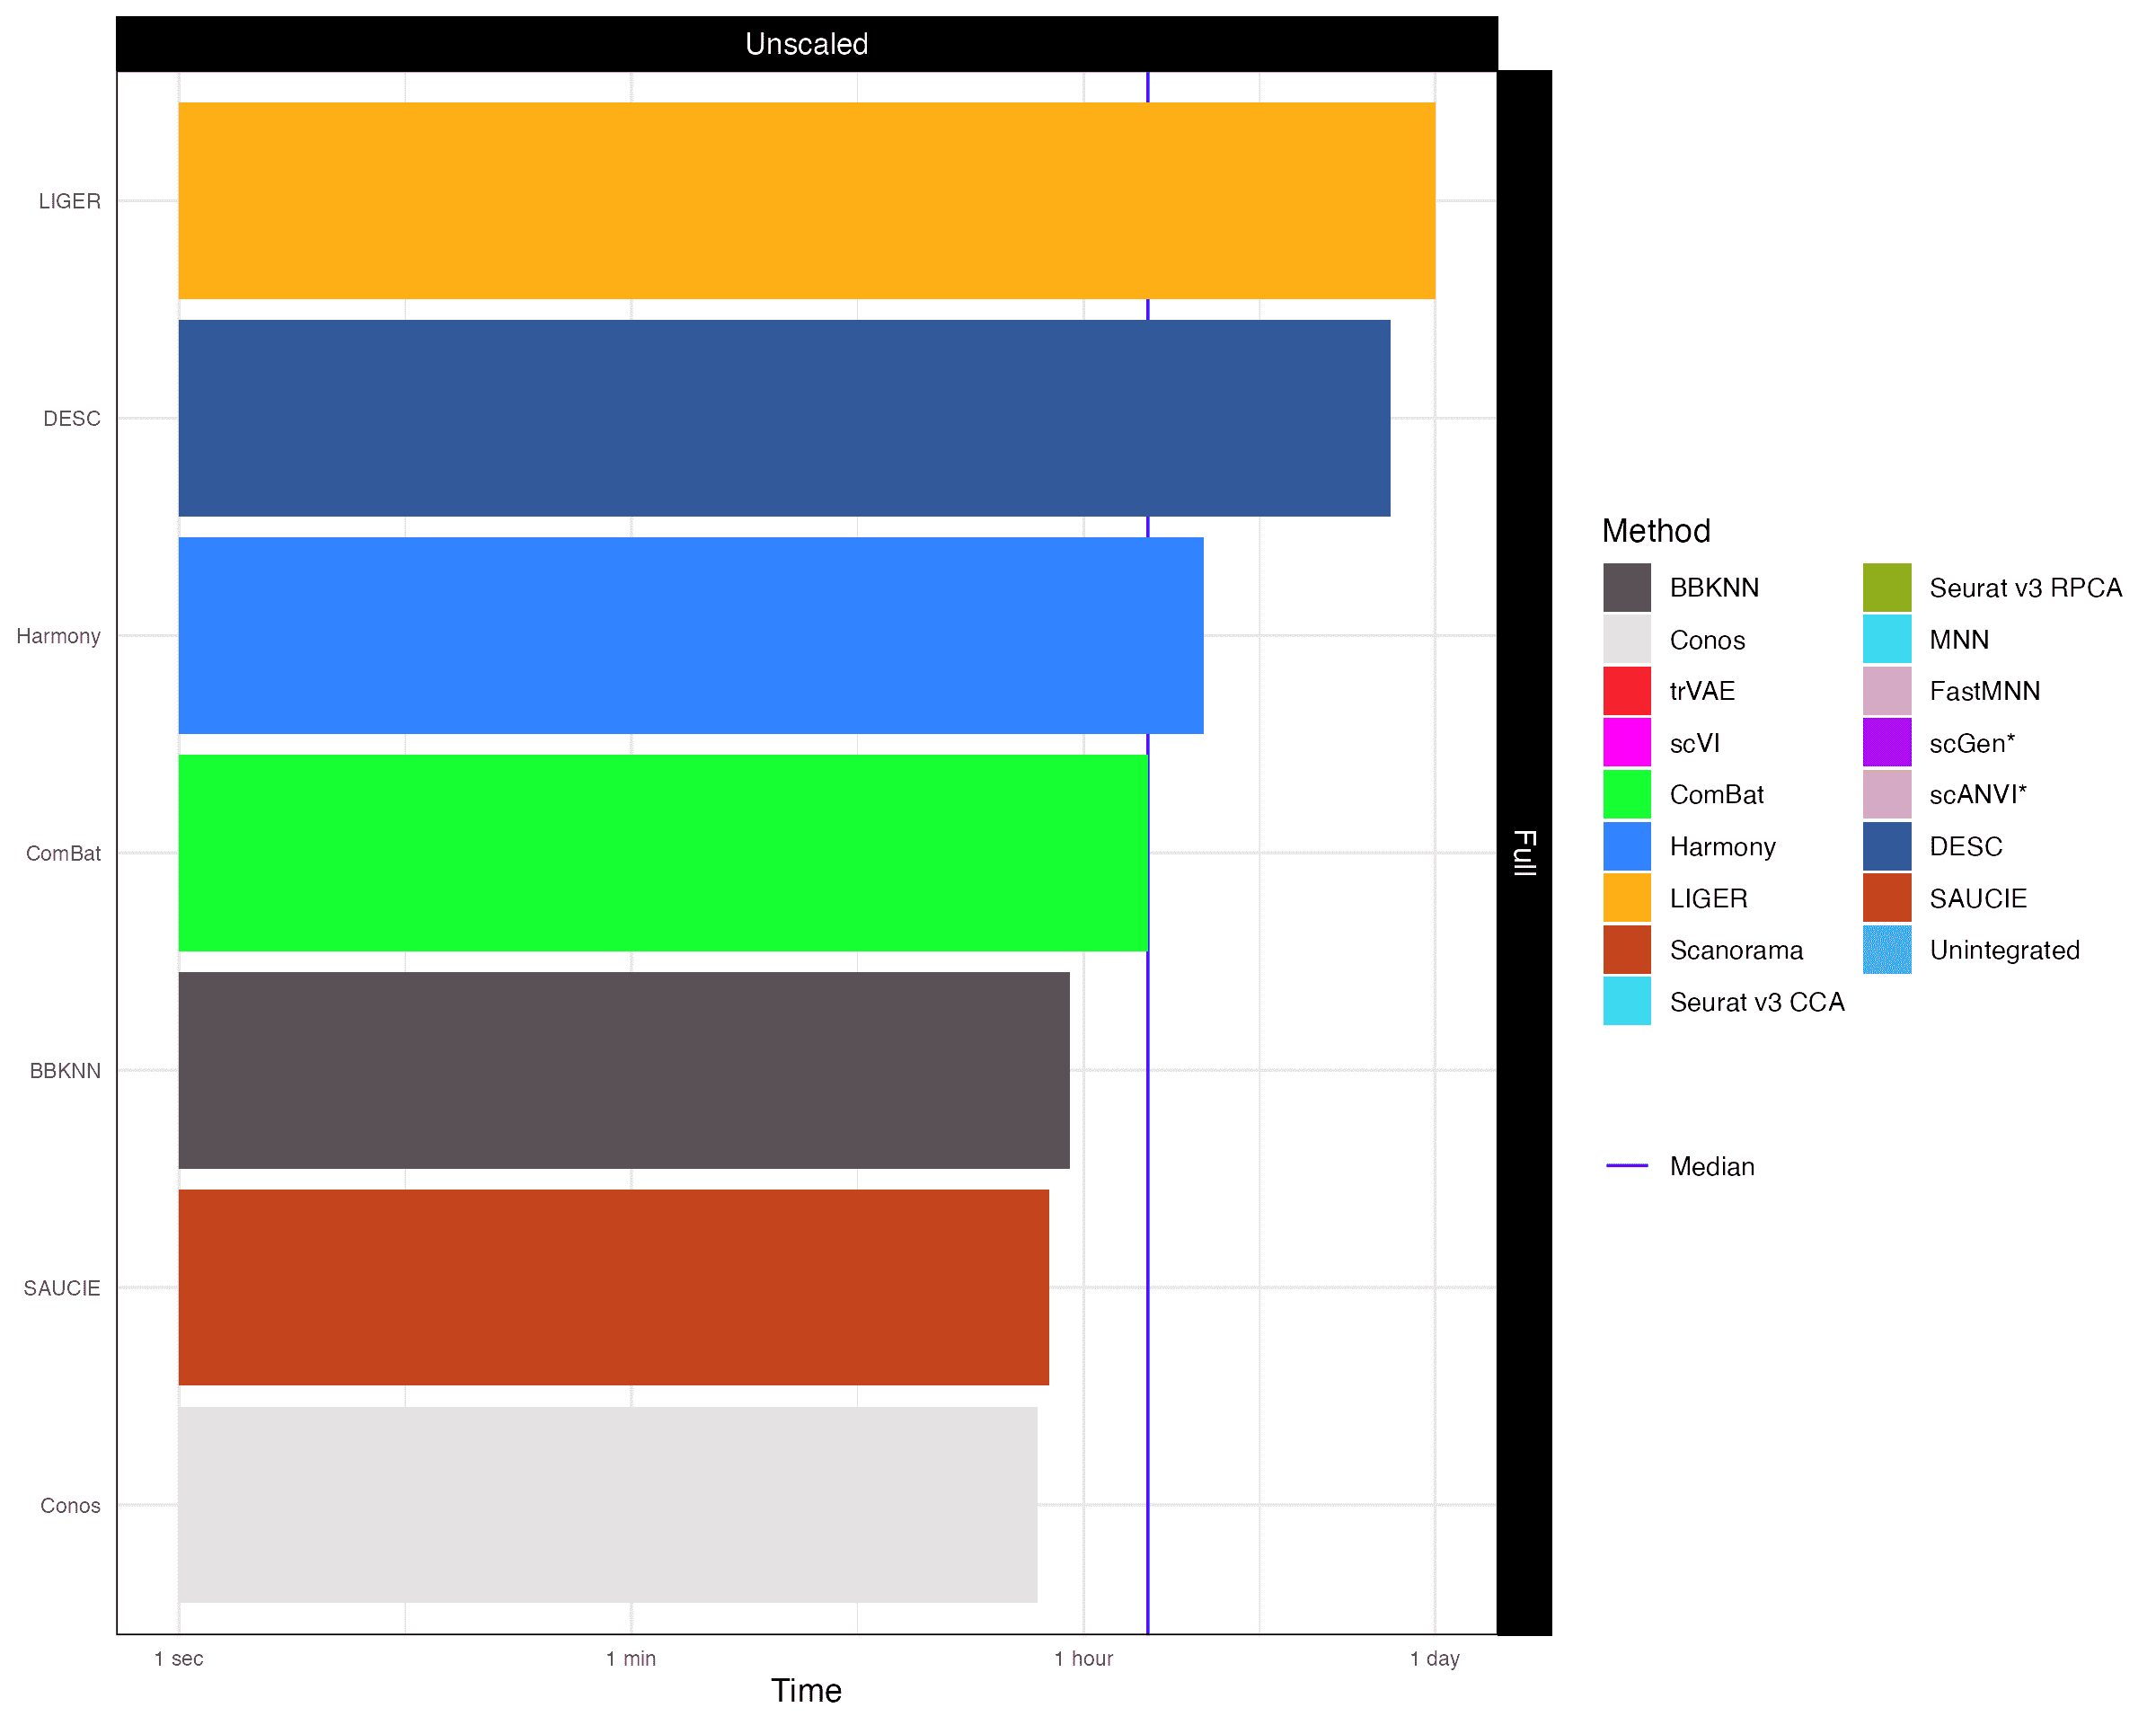 Unscaled
LIGER
DESC
Harmony
ComBat
BBKNN
SAUCIE
Conos
1 sec
1 min
1 hour
1 day
Time
Full
Method
BBKNN
Conos
trVAE
scVI
ComBat
Harmony
LIGER
Scanorama
Seurat v3 CCA
Seurat v3 RPCA
MNN
FastMNN
scGen*
scANVI*
DESC
SAUCIE
Unintegrated
Median